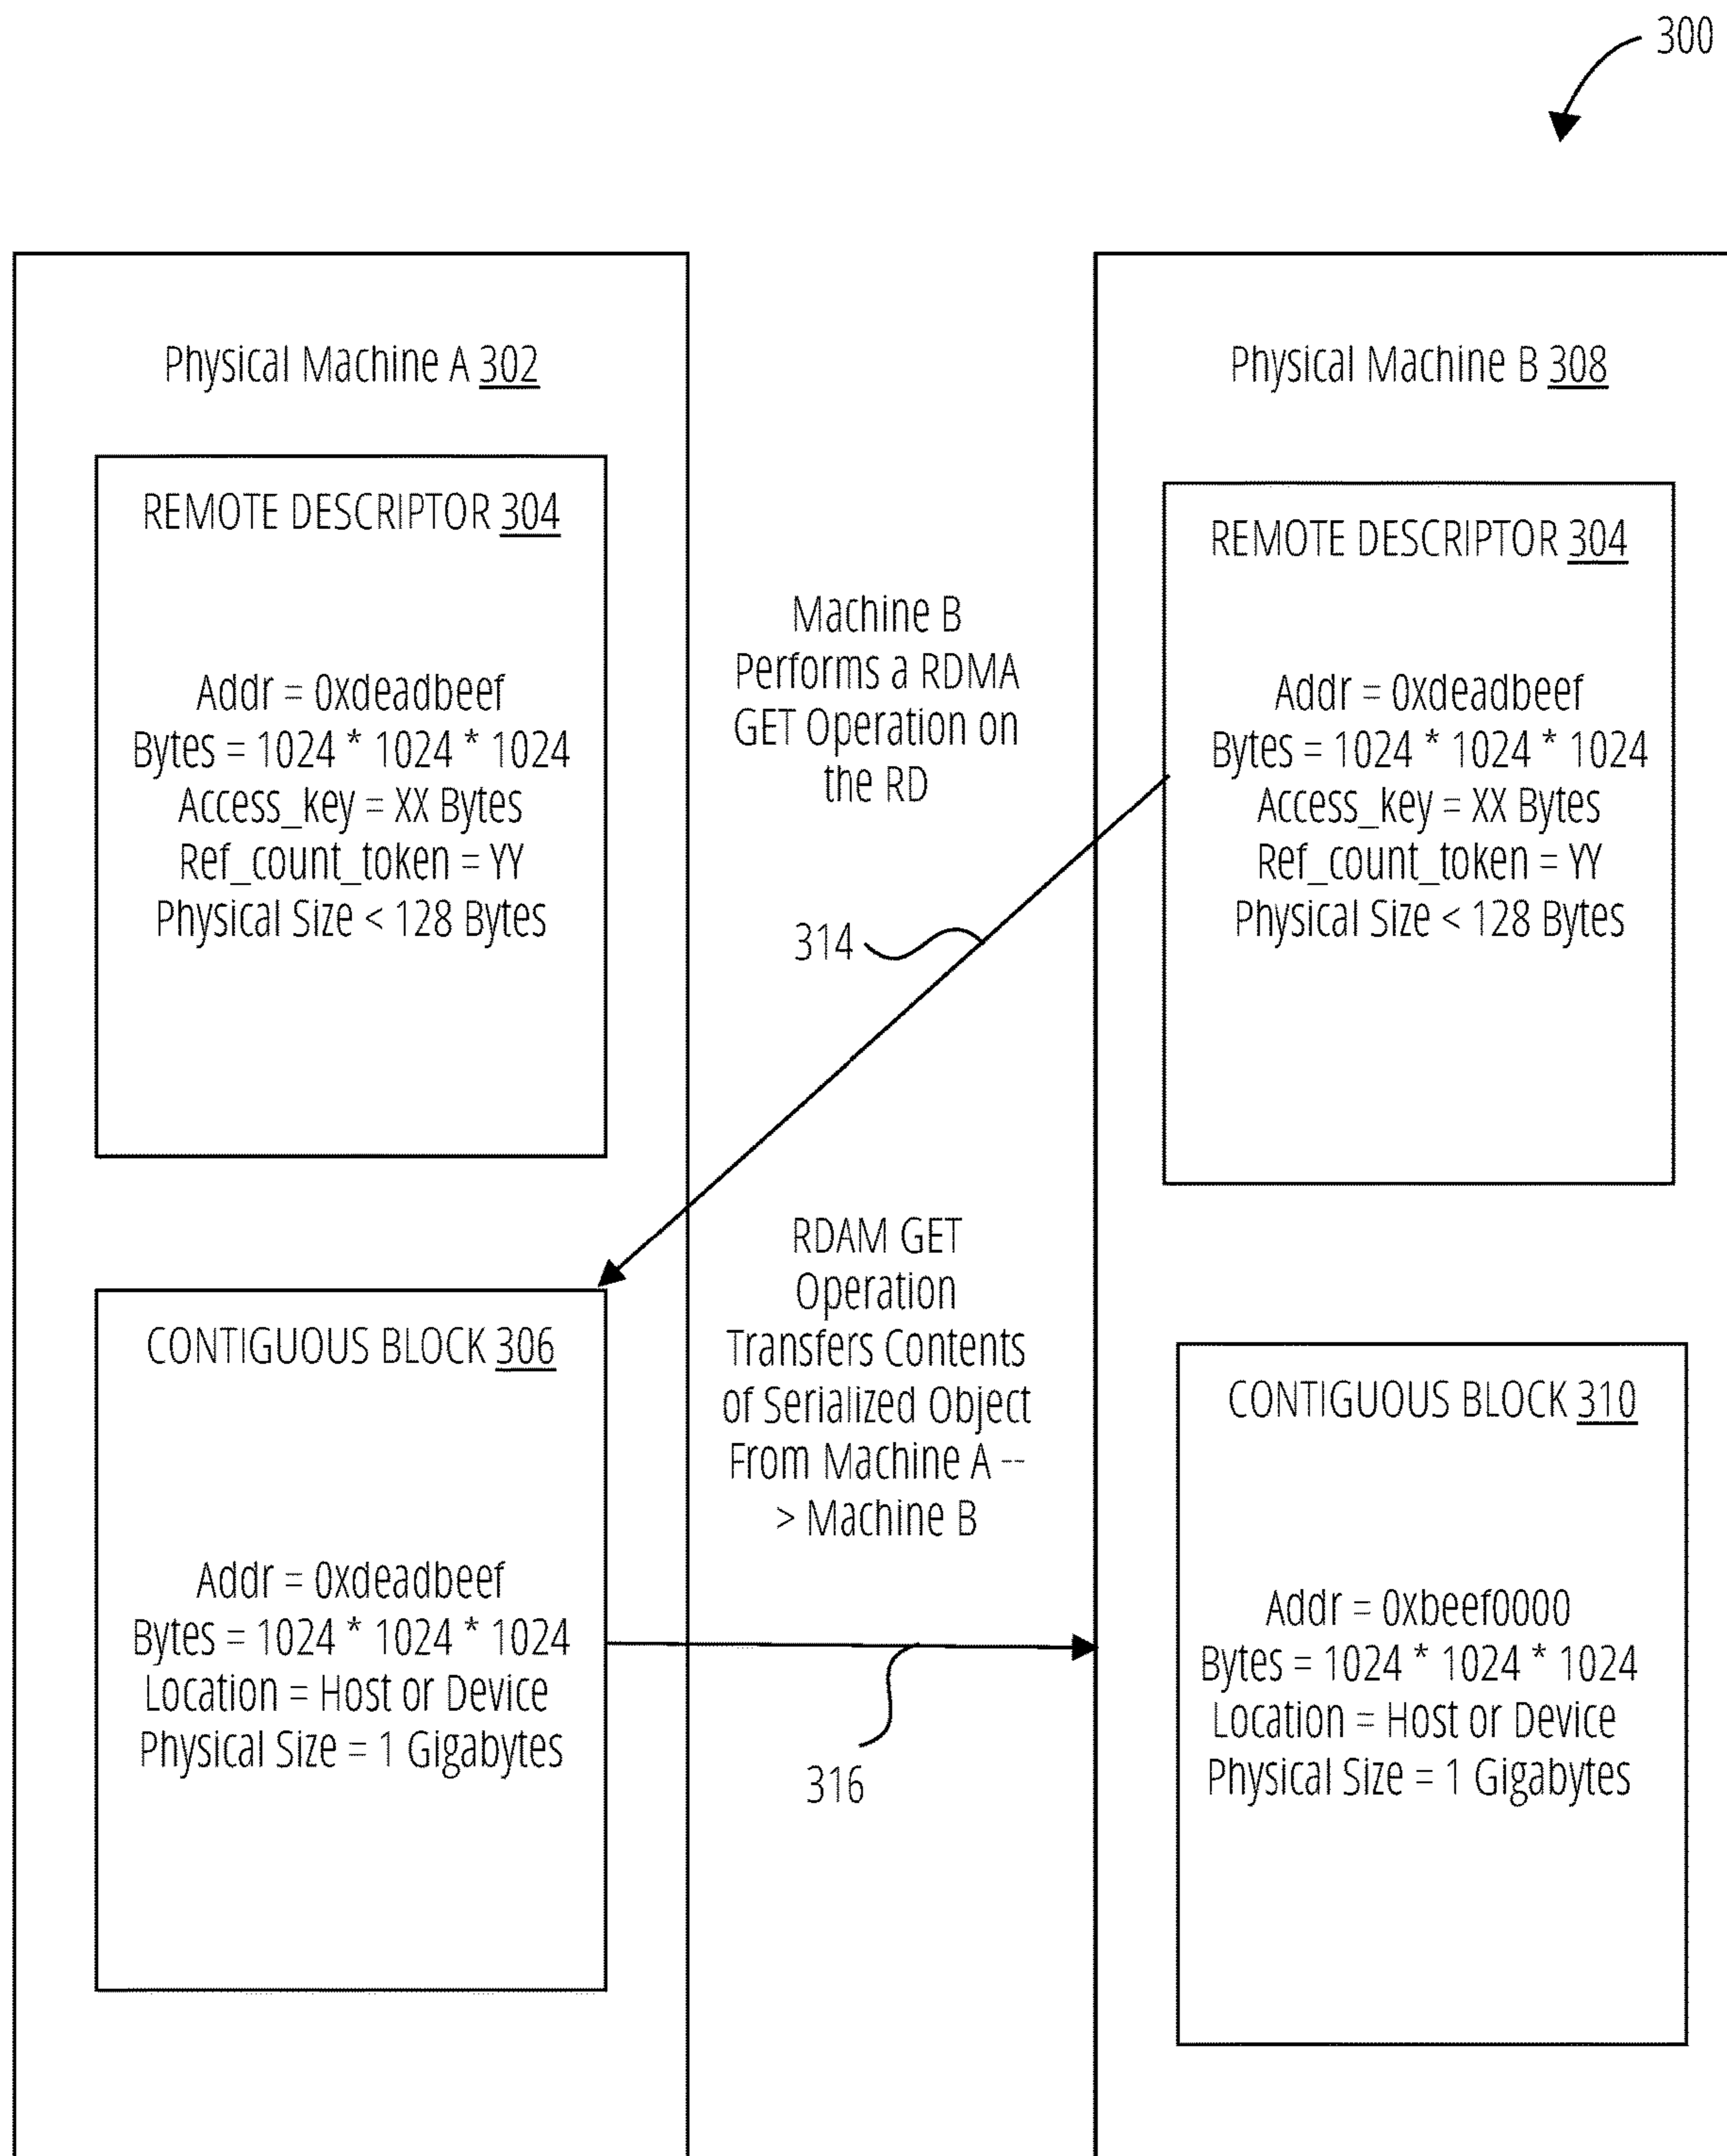 300
Physical Machine A 302
REMOTE DESCRIPTOR 304
Addr = 0xdeadbeef
Bytes = 1024 * 1024 * 1024
Access_key = XX Bytes
Ref_count_token = YY
Physical Size < 128 Bytes
CONTIGUOUS BLOCK 306
Addr = 0xdeadbeef
Bytes = 1024 * 1024 * 1024
Location = Host or Device
Physical Size = 1 Gigabytes
Machine B
Performs a RDMA
GET Operation on
the RD
314
RDAM GET
Operation
Transfers Contents
of Serialized Object
From Machine A --
> Machine B
316
Physical Machine B 308
REMOTE DESCRIPTOR 304
Addr = 0xdeadbeef
Bytes = 1024 * 1024 * 1024
Access_key = XX Bytes
Ref_count_token = YY
Physical Size < 128 Bytes
CONTIGUOUS BLOCK 310
Addr = 0xbeef0000
Bytes = 1024 * 1024 * 1024
Location = Host or Device
Physical Size = 1 Gigabytes